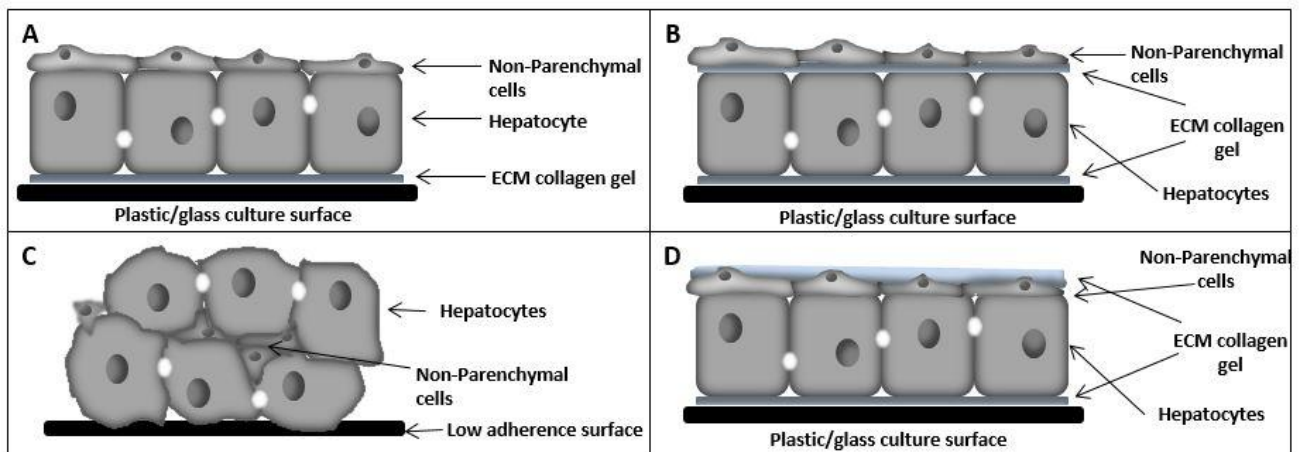 A
Non-Parenchymal
cells
Hepatocyte
ECM collagen gel
Plastic/glass culture surface
B
Non-Parenchymal
cells
ECM collagen
gel
Hepatocytes
Plastic/glass culture surface
C
Hepatocytes
Non-Parenchymal
cells
Low adherence surface
D
Non-Parenchymal
cells
ECM collagen
gel
Hepatocytes
Plastic/glass culture surface